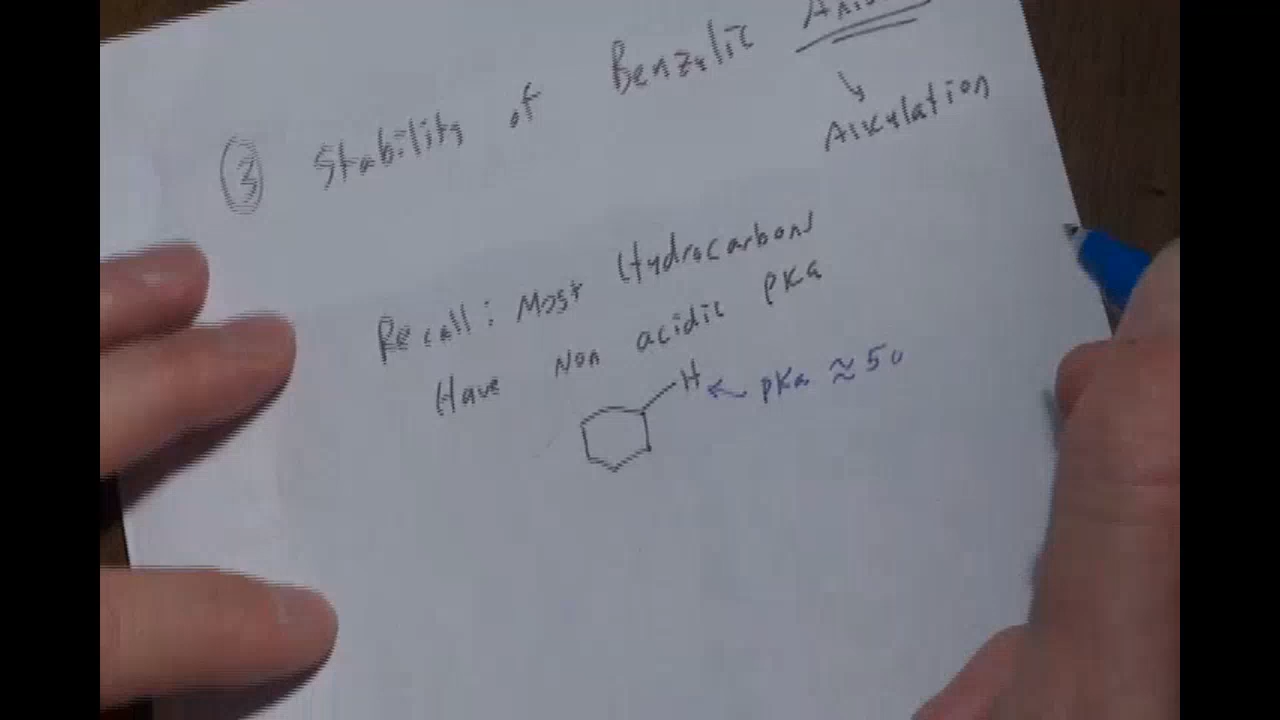 ③ Stability of Benzylic
Alkylation
Recall: Most Hydrocarbons
Have Non acidic pKa
H ← pKa ≈ 50